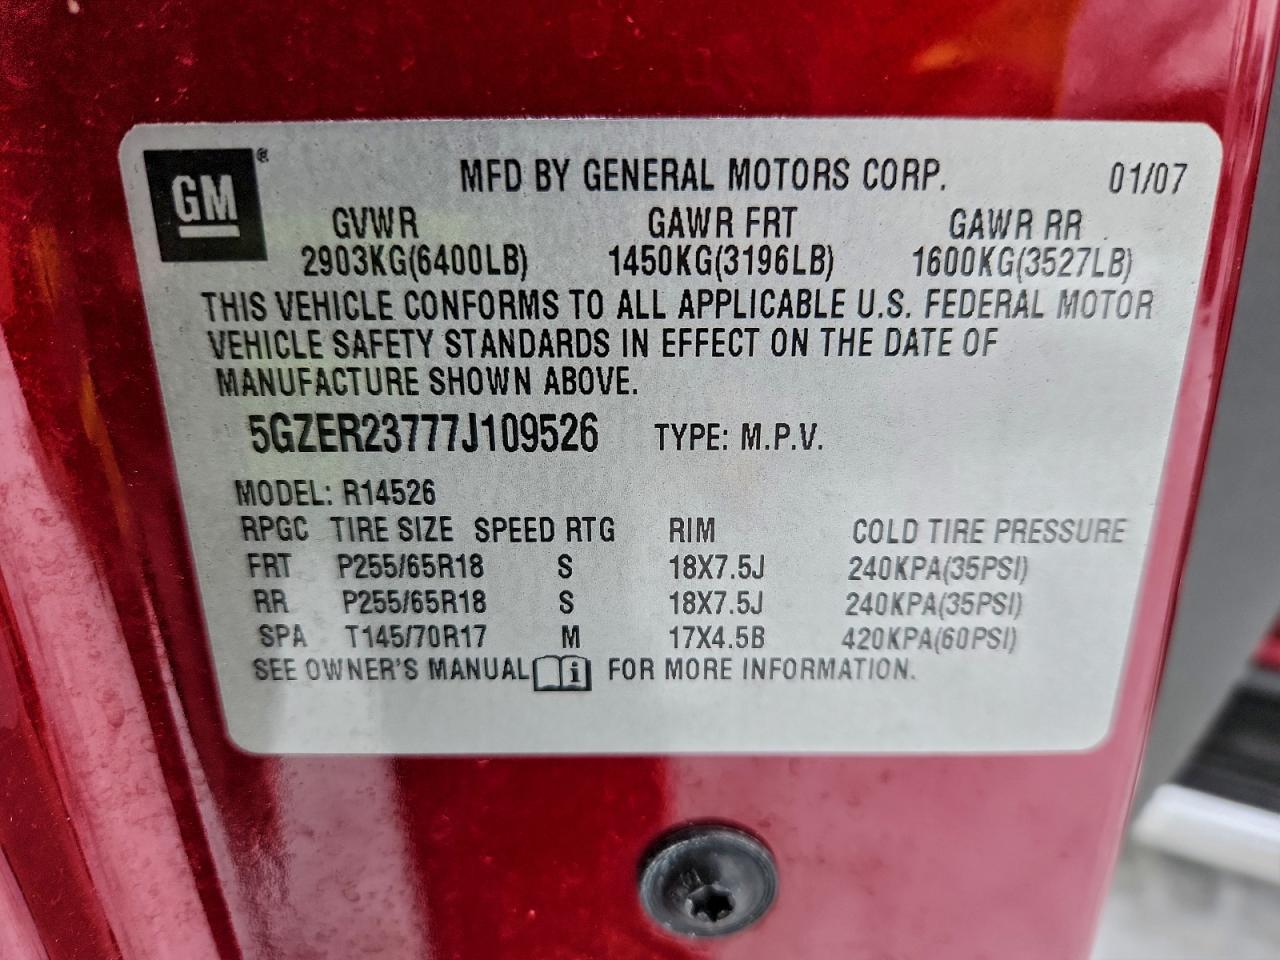 GM® MFD BY GENERAL MOTORS CORP. 01/07
GVWR GAWR FRT GAWR RR
2903KG(6400LB) 1450KG(3196LB) 1600KG(3527LB)
THIS VEHICLE CONFORMS TO ALL APPLICABLE U.S. FEDERAL MOTOR
VEHICLE SAFETY STANDARDS IN EFFECT ON THE DATE OF
MANUFACTURE SHOWN ABOVE.
5GZER23777J109526 TYPE: M.P.V.
MODEL: R14526
RPGC TIRE SIZE SPEED RTG RIM COLD TIRE PRESSURE
FRT P255/65R18 S 18X7.5J 240KPA(35PSI)
RR P255/65R18 S 18X7.5J 240KPA(35PSI)
SPA T145/70R17 M 17X4.5B 420KPA(60PSI)
SEE OWNER'S MANUAL i FOR MORE INFORMATION.